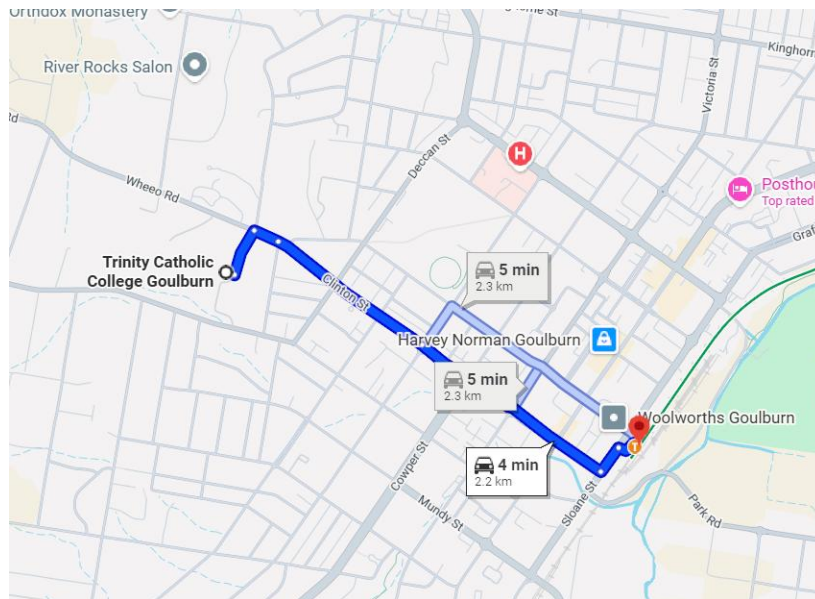 Orthdox Monastery
River Rocks Salon
Kinghorn
Victoria St
Deccan St
H
Wheeo Rd
Posthou
Top rated
Graf
Trinity Catholic
College Goulburn
5 min
2.3 km
Clinton St
Harvey Norman Goulburn
5 min
2.3 km
Woolworths Goulburn
T
4 min
2.2 km
Cowper St
Sloane St
Mundy St
Park Rd